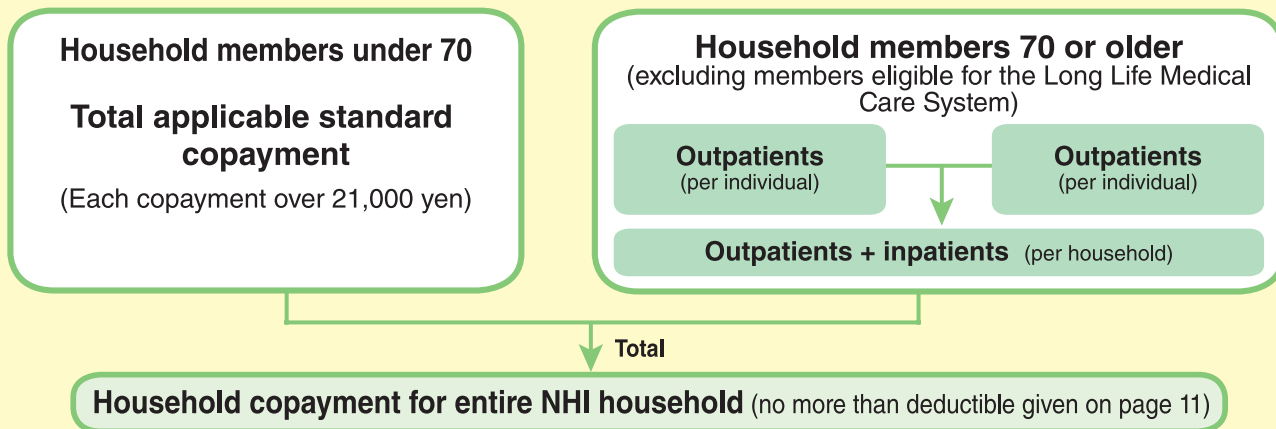 Household members under 70
Total applicable standard
copayment
(Each copayment over 21,000 yen)
Household members 70 or older
(excluding members eligible for the Long Life Medical
Care System)
Outpatients
(per individual)
Outpatients
(per individual)
Outpatients + inpatients (per household)
Total
Household copayment for entire NHI household (no more than deductible given on page 11)